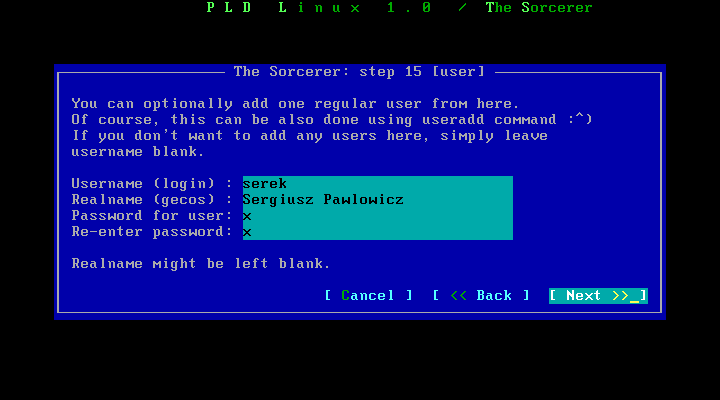 PLD Linux 1.0 / The Sorcerer
The Sorcerer: step 15 [user]
You can optionally add one regular user from here.
Of course, this can be also done using useradd command :^)
If you don't want to add any users here, simply leave
username blank.
Username (login) : serek
Realname (gecos) : Sergiusz Pawlowicz
Password for user: x
Re-enter password: x
Realname might be left blank.
[ Cancel ] [ << Back ] [ Next >>_]